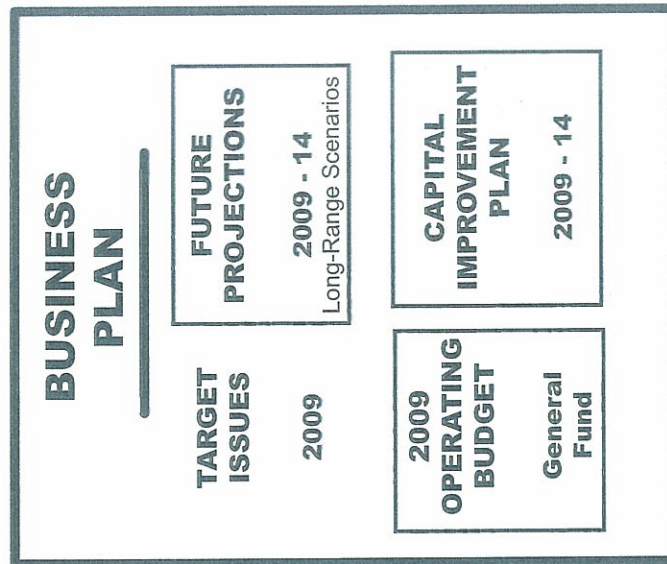 BUSINESS
PLAN
TARGET
ISSUES
2009
FUTURE
PROJECTIONS
2009 - 14
Long-Range Scenarios
2009
OPERATING
BUDGET
General
Fund
CAPITAL
IMPROVEMENT
PLAN
2009 - 14